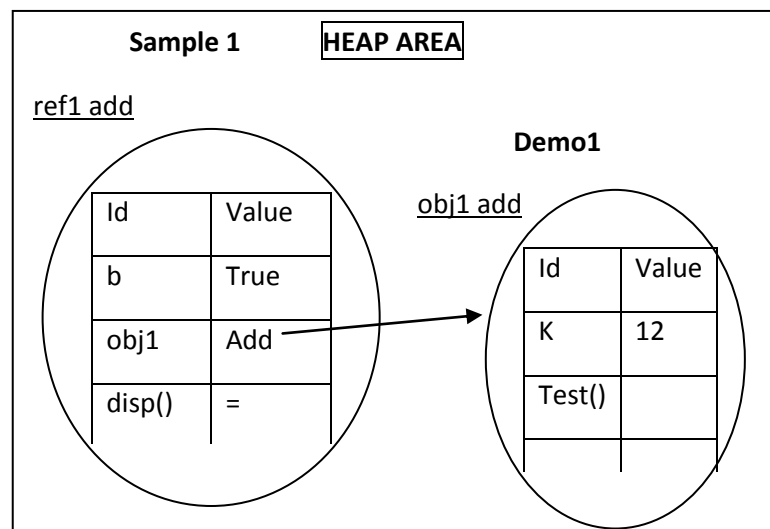 Sample 1 HEAP AREA
ref1 add
Demo1
obj1 add
Id Value
b True
obj1 Add
disp() =
Id Value
K 12
Test()